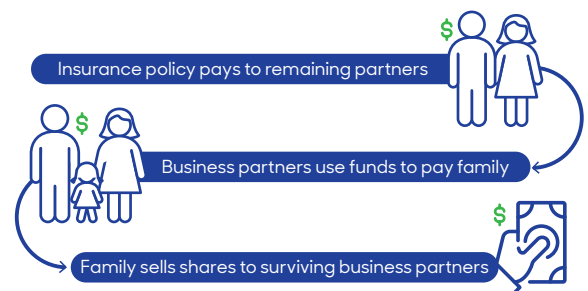 $
Insurance policy pays to remaining partners
$
Business partners use funds to pay family
$
Family sells shares to surviving business partners